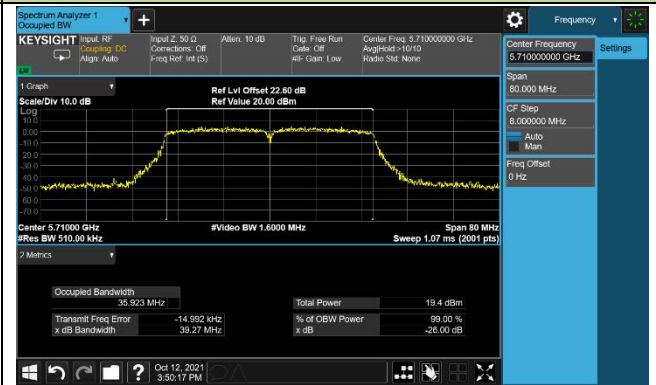 Spectrum Analyzer 1
Occupied BW
+
Frequency
KEYSIGHT
Input: RF
Coupling: DC
Align: Auto
Input Z: 50 Ω
Corrections: Off
Freq Ref: Int (S)
Atten: 10 dB
Trig: Free Run
Gate: Off
#IF Gain: Low
Center Freq: 5.710000000 GHz
Avg|Hold:>10/10
Radio Std: None
LXI
Center Frequency
5.710000000 GHz
Settings
Span
80.000 MHz
CF Step
8.000000 MHz
Auto
Man
Freq Offset
0 Hz
1 Graph
Scale/Div 10.0 dB
Ref Lvl Offset 22.60 dB
Ref Value 20.00 dBm
Log
10.0
0.00
-10.0
-20.0
-30.0
-40.0
-50.0
-60.0
-70.0
Center 5.71000 GHz
#Video BW 1.6000 MHz
Span 80 MHz
#Res BW 510.00 kHz
Sweep 1.07 ms (2001 pts)
2 Metrics
Occupied Bandwidth
35.923 MHz
Total Power
19.4 dBm
Transmit Freq Error
-14.992 kHz
% of OBW Power
99.00 %
x dB Bandwidth
39.27 MHz
x dB
-26.00 dB
?
Oct 12, 2021
3:50:17 PM